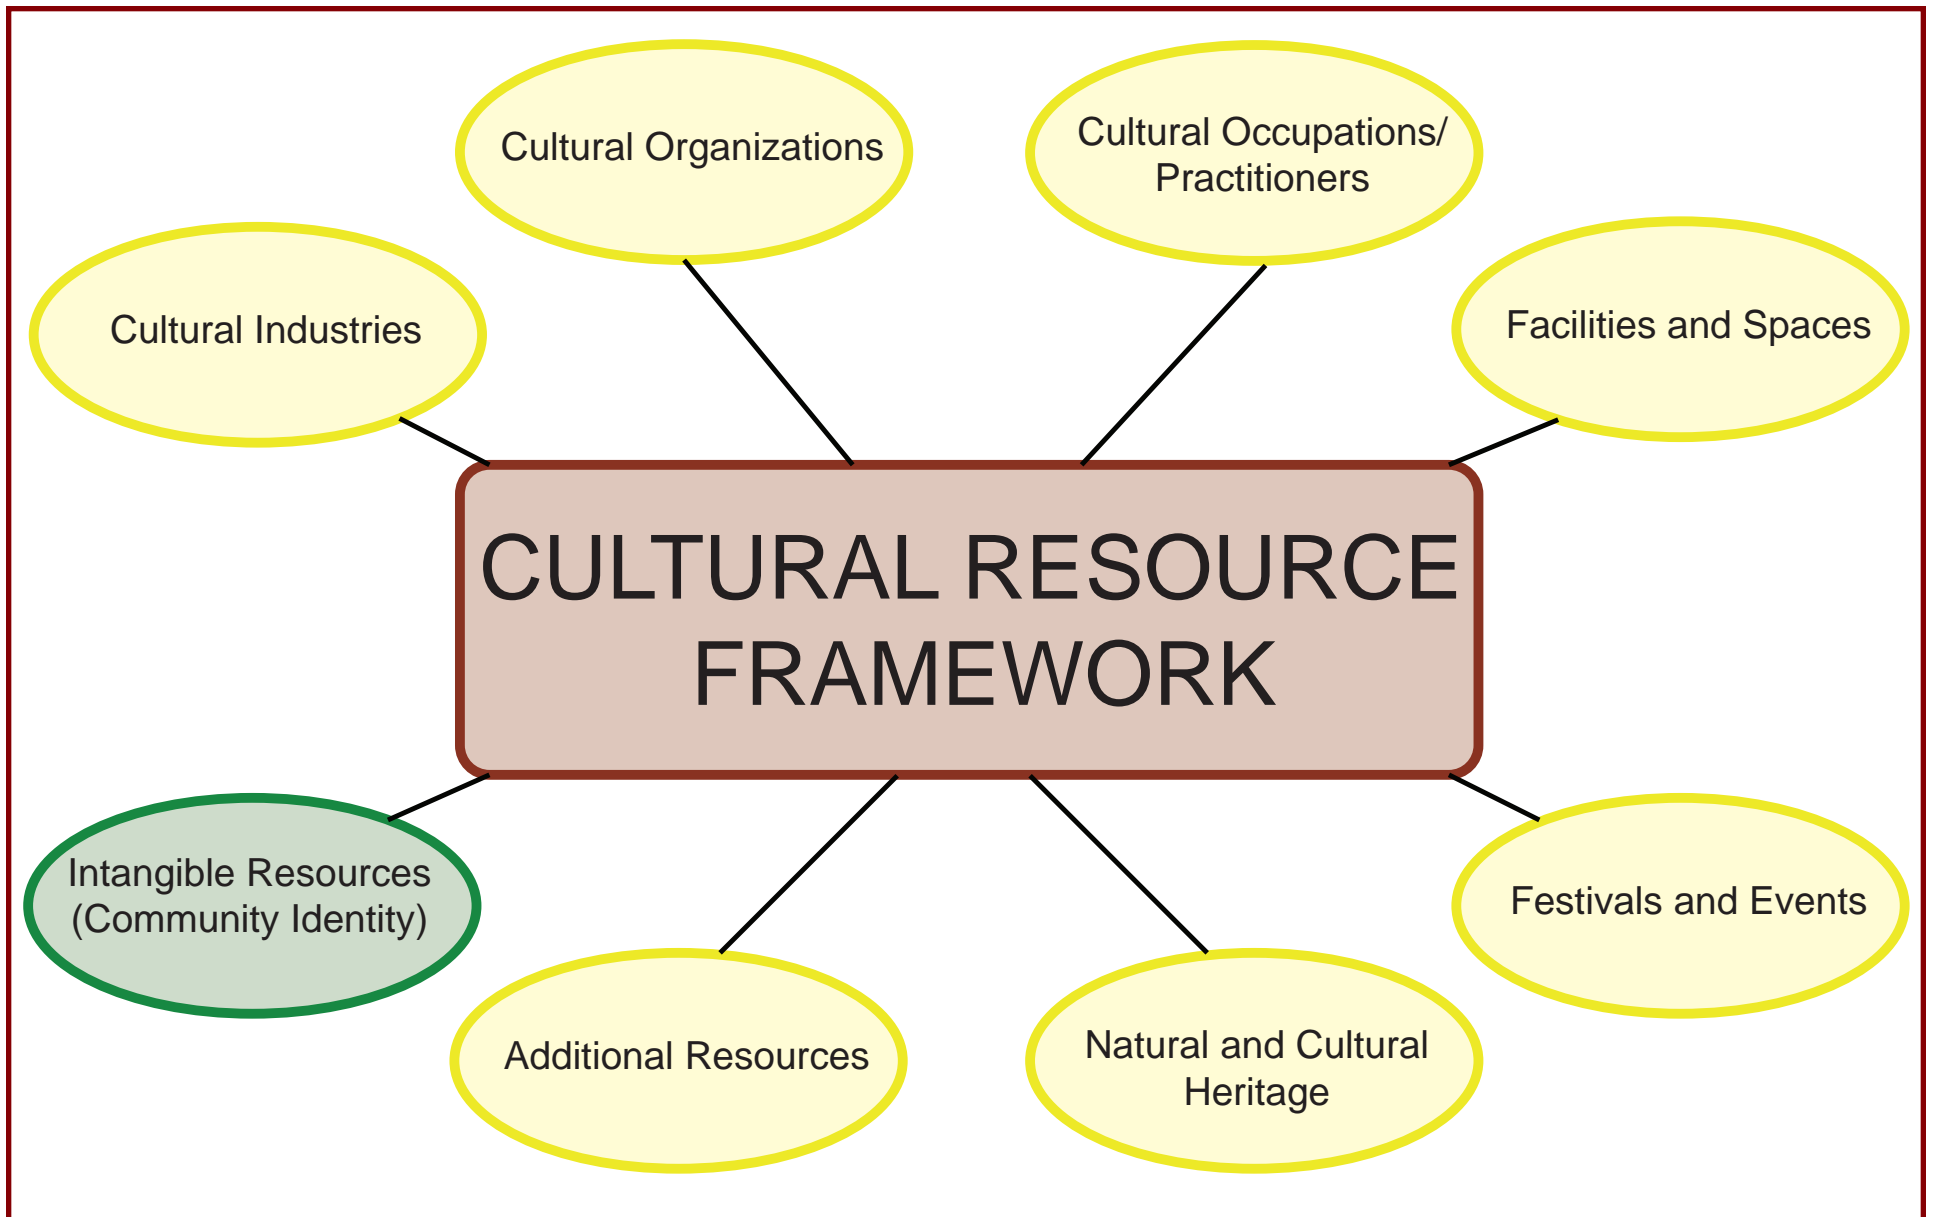 Cultural Organizations
Cultural Occupations/
Practitioners
Cultural Industries
Facilities and Spaces
CULTURAL RESOURCE
FRAMEWORK
Intangible Resources
(Community Identity)
Festivals and Events
Additional Resources
Natural and Cultural
Heritage